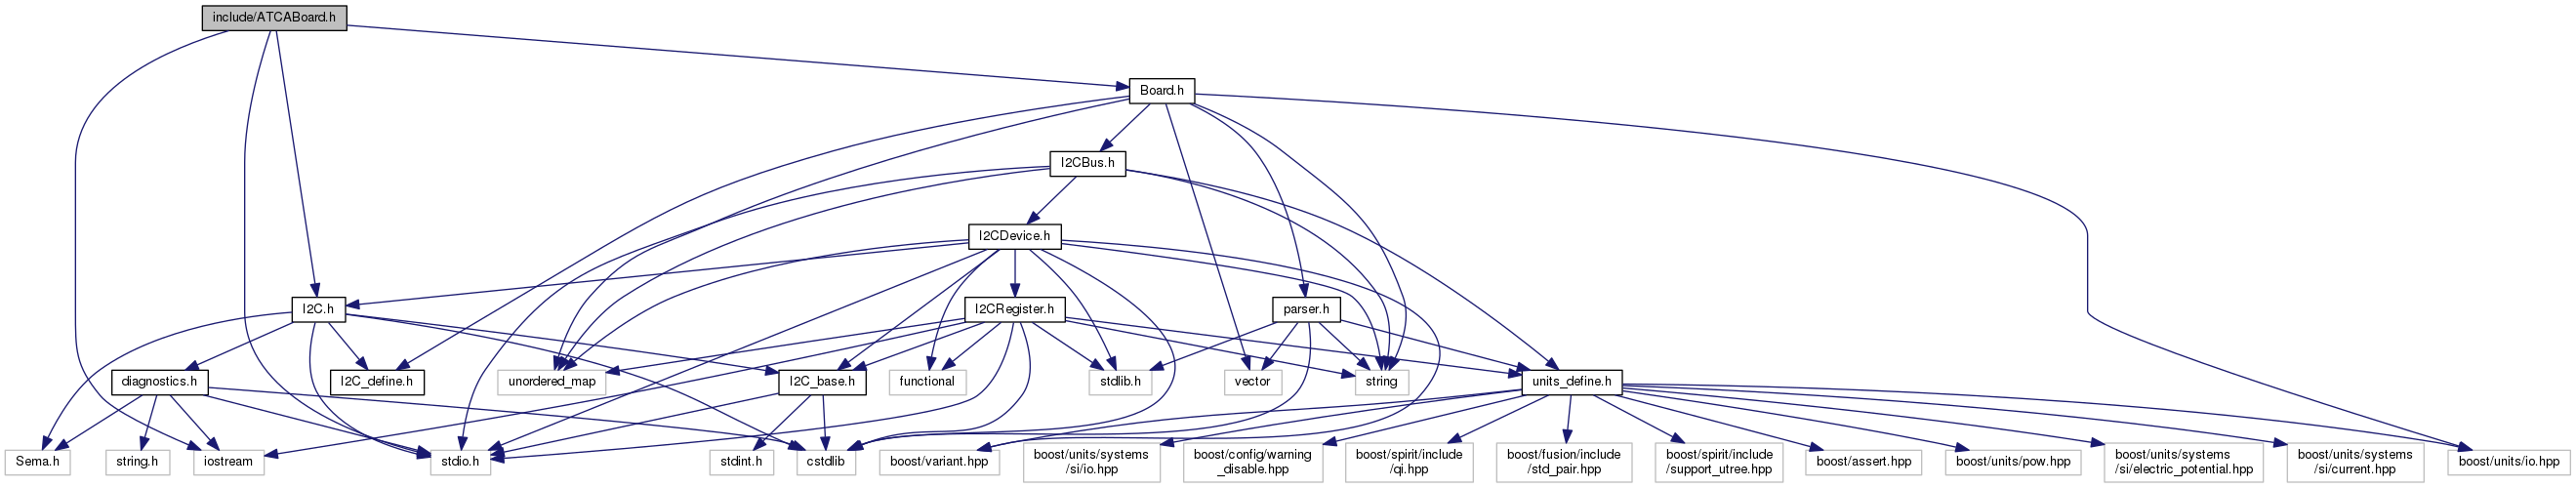 include/ATCABoard.h
Board.h
I2CBus.h
I2CDevice.h
I2C.h
I2CRegister.h
parser.h
diagnostics.h
I2C_define.h
unordered_map
I2C_base.h
functional
stdlib.h
vector
string
units_define.h
Sema.h
string.h
iostream
stdio.h
stdint.h
cstdlib
boost/variant.hpp
boost/units/systems
/si/io.hpp
boost/config/warning
_disable.hpp
boost/spirit/include
/qi.hpp
boost/fusion/include
/std_pair.hpp
boost/spirit/include
/support_utree.hpp
boost/assert.hpp
boost/units/pow.hpp
boost/units/systems
/si/electric_potential.hpp
boost/units/systems
/si/current.hpp
boost/units/io.hpp